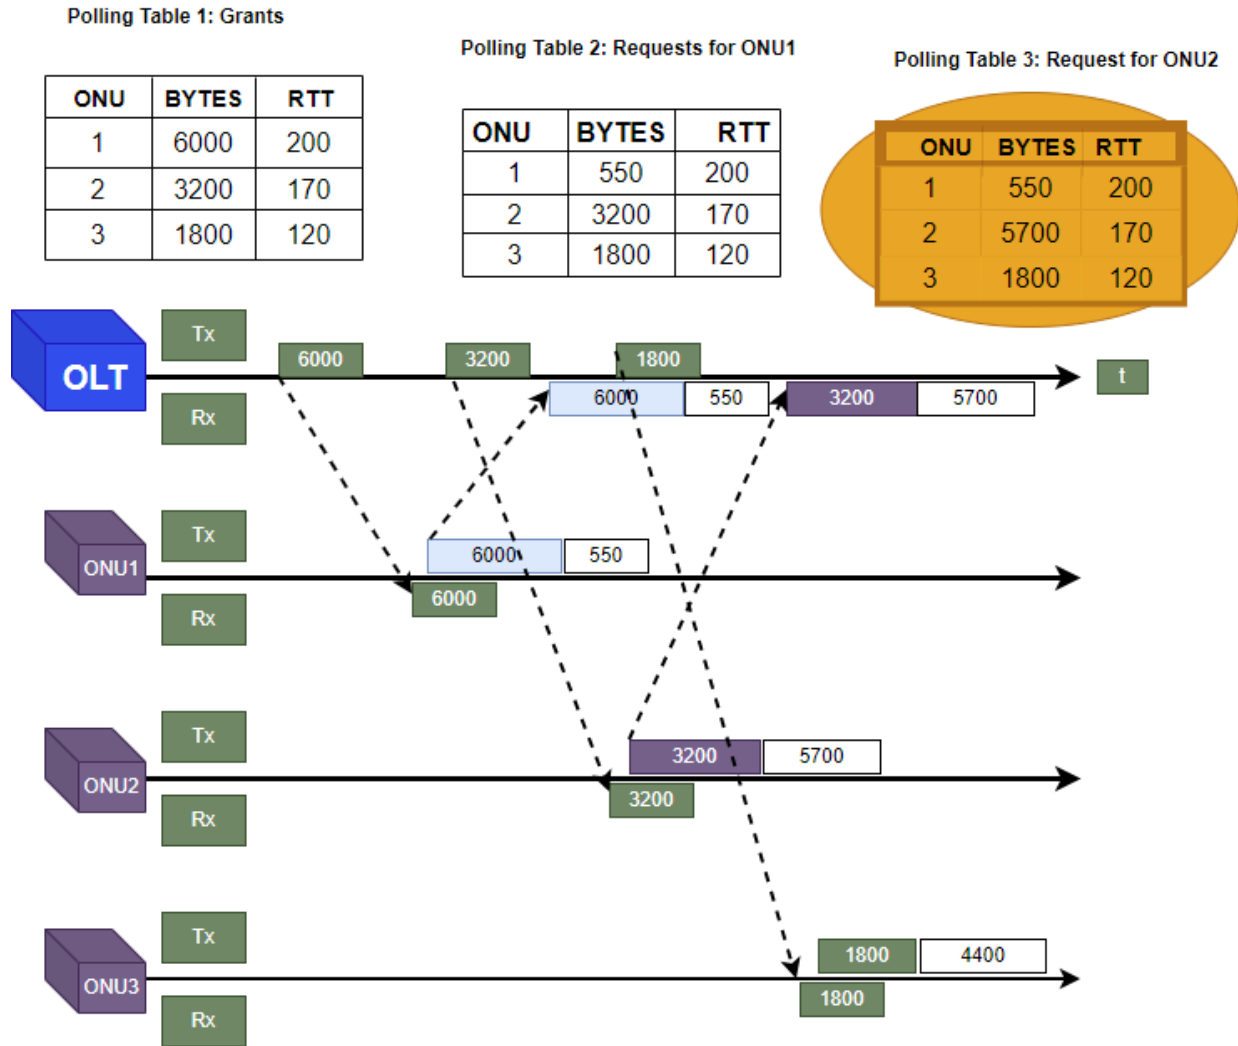 Polling Table 1: Grants
Polling Table 2: Requests for ONU1
Polling Table 3: Request for ONU2
ONU BYTES RTT
1 6000 200
2 3200 170
3 1800 120
ONU BYTES RTT
1 550 200
2 3200 170
3 1800 120
ONU BYTES RTT
1 550 200
2 5700 170
3 1800 120
OLT
Tx
Rx
6000
3200
1800
t
6000
550
3200
5700
ONU1
Tx
Rx
6000
550
6000
ONU2
Tx
Rx
3200
5700
3200
ONU3
Tx
Rx
1800
4400
1800